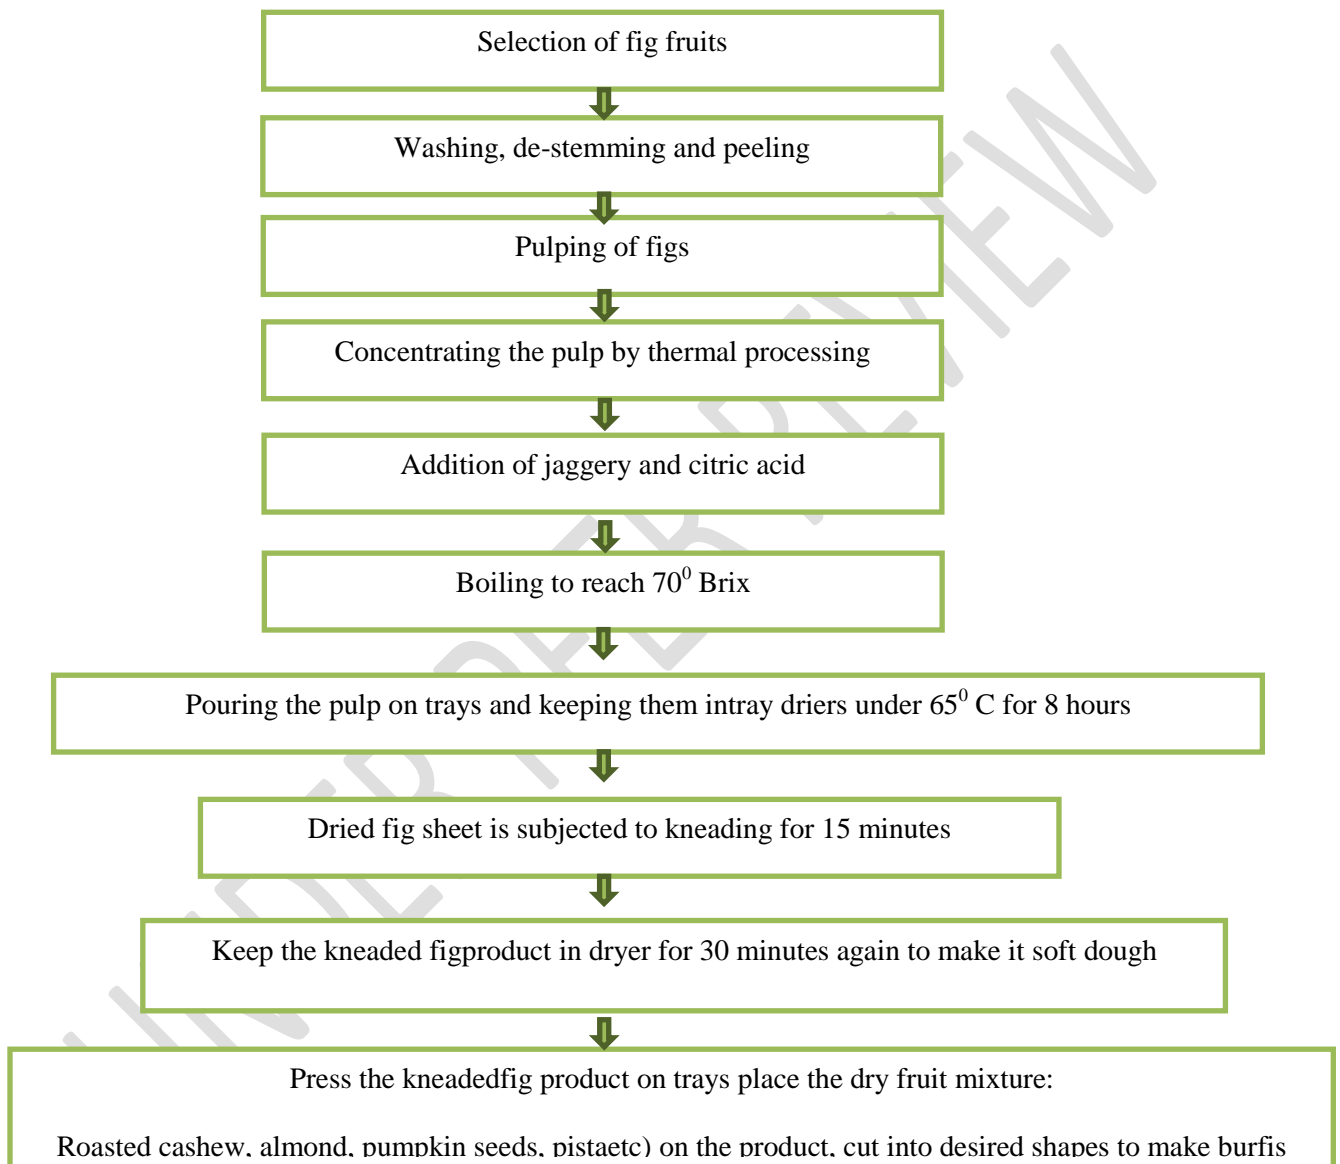 Selection of fig fruits
Washing, de-stemming and peeling
Pulping of figs
Concentrating the pulp by thermal processing
Addition of jaggery and citric acid
Boiling to reach 70⁰ Brix
Pouring the pulp on trays and keeping them intray driers under 65⁰ C for 8 hours
Dried fig sheet is subjected to kneading for 15 minutes
Keep the kneaded figproduct in dryer for 30 minutes again to make it soft dough
Press the kneadedfig product on trays place the dry fruit mixture:
Roasted cashew, almond, pumpkin seeds, pistaetc) on the product, cut into desired shapes to make burfis
UNDER PEER REVIEW